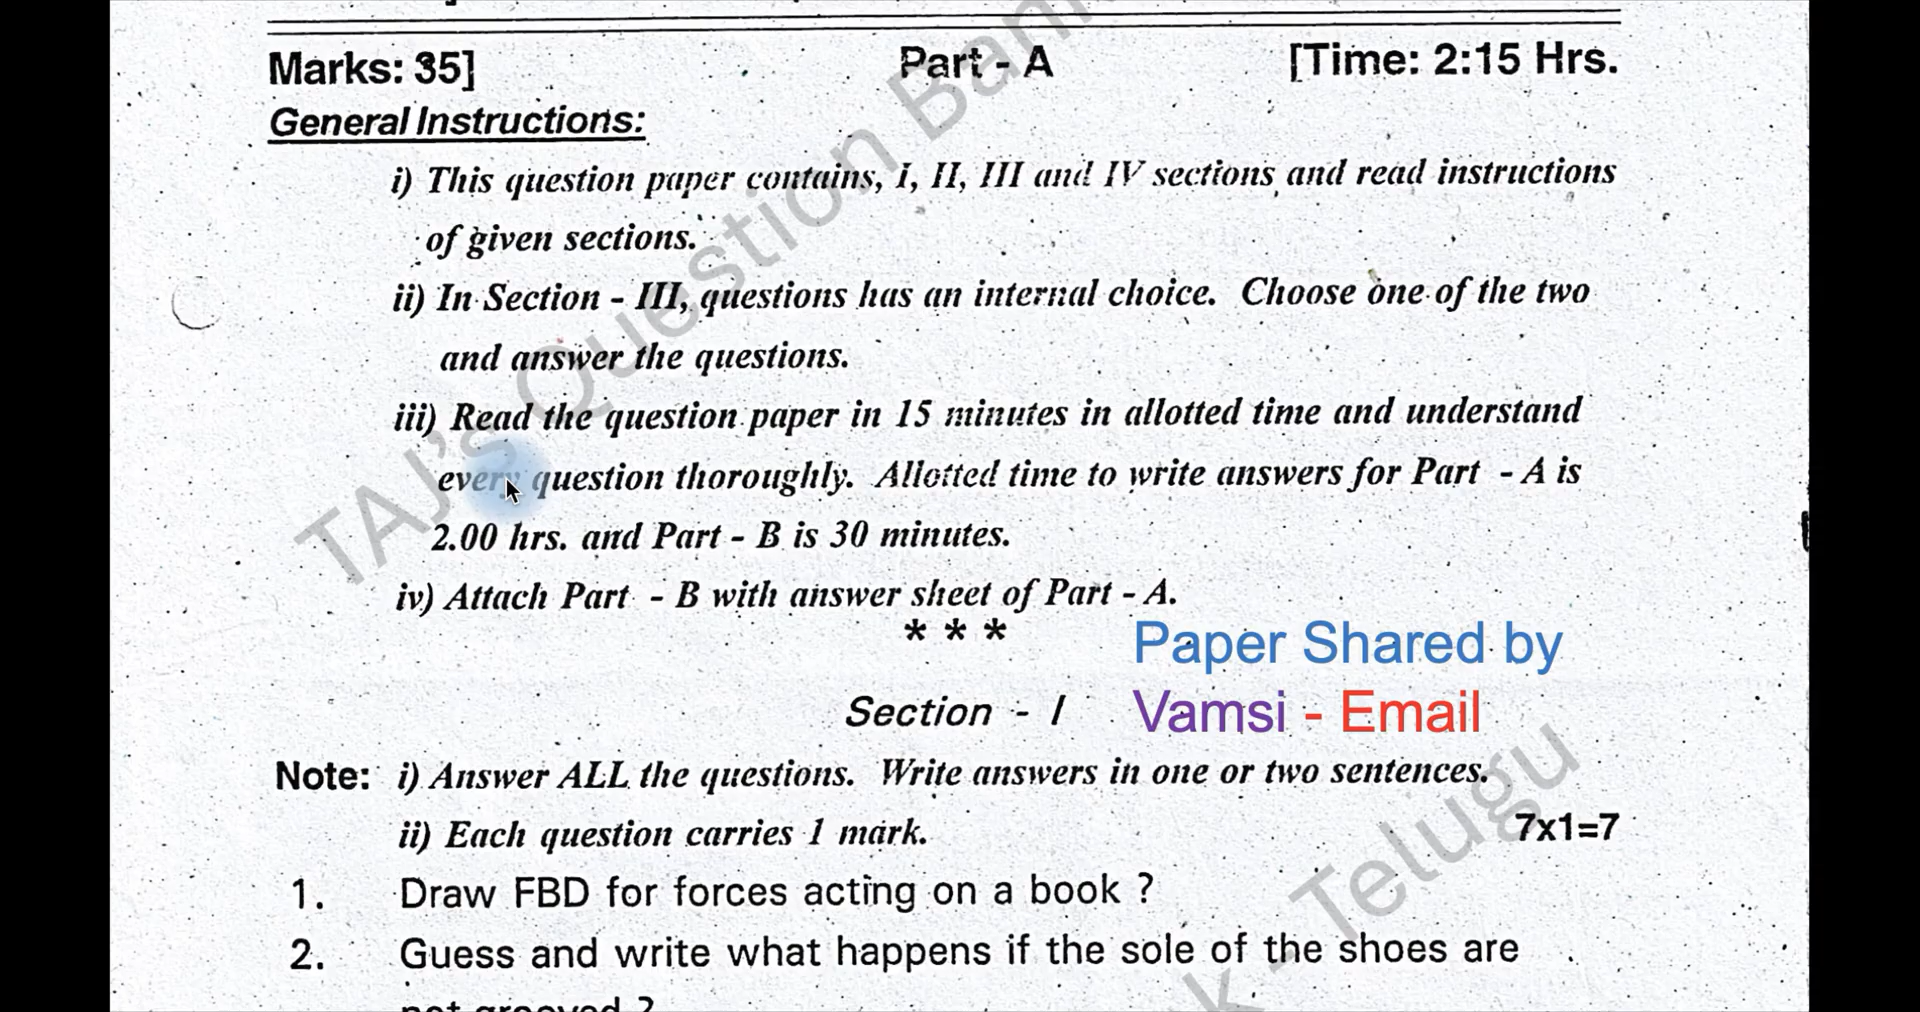 Marks: 35] Part - A [Time: 2:15 Hrs.
General Instructions:
i) This question paper contains, I, II, III and IV sections and read instructions
of given sections.
ii) In Section - III, questions has an internal choice. Choose one of the two
and answer the questions.
iii) Read the question paper in 15 minutes in allotted time and understand
every question thoroughly. Allotted time to write answers for Part - A is
2.00 hrs. and Part - B is 30 minutes.
iv) Attach Part - B with answer sheet of Part - A.
* * *
Paper Shared by
Section - I
Vamsi - Email
Note: i) Answer ALL the questions. Write answers in one or two sentences.
ii) Each question carries 1 mark. 7x1=7
1. Draw FBD for forces acting on a book ?
2. Guess and write what happens if the sole of the shoes are
not grooved ?
TAJ's Question Bank - Telugu